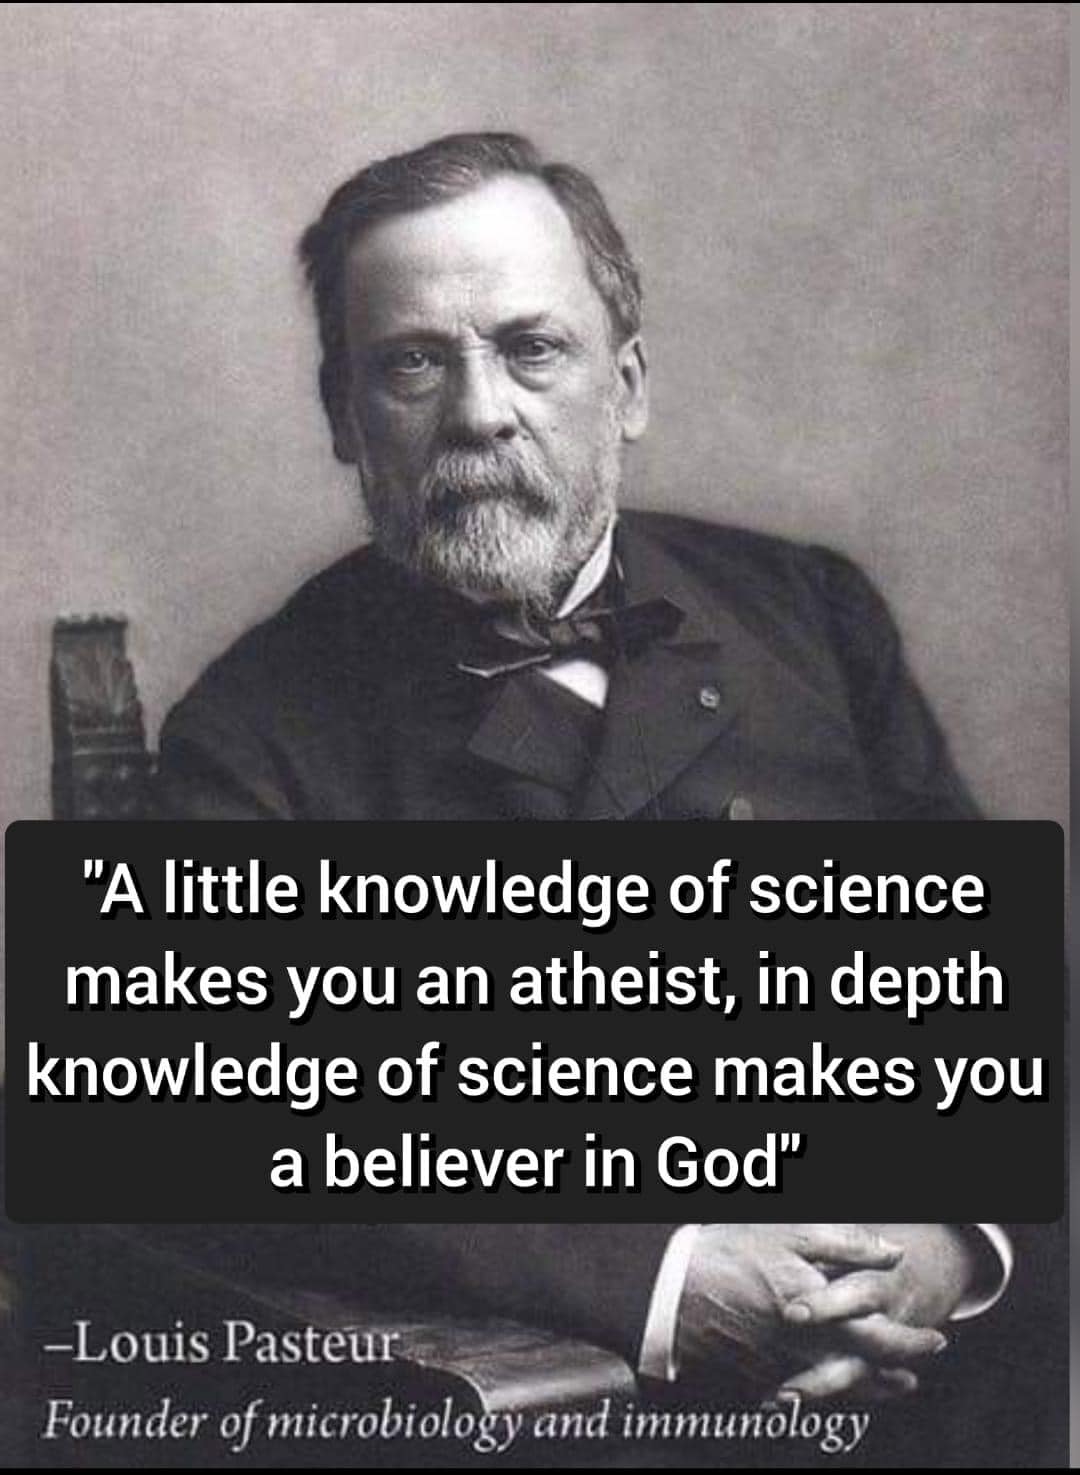 "A little knowledge of science
makes you an atheist, in depth
knowledge of science makes you
a believer in God"
–Louis Pasteur
Founder of microbiology and immunology